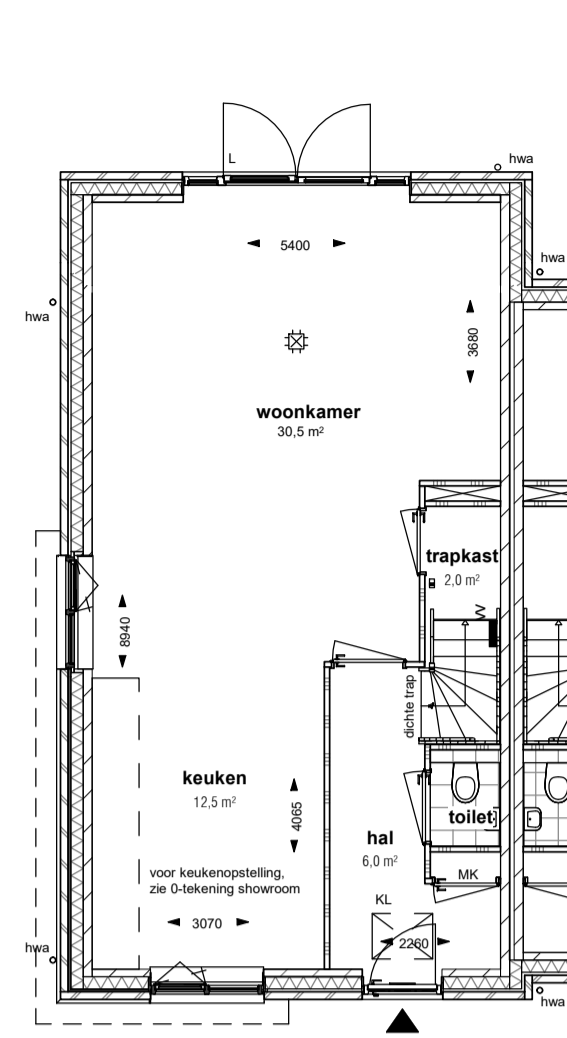 L
hwa
5400
hwa
hwa
3680
woonkamer
30,5 m²
trapkast
2,0 m²
VV
8940
dichte trap
keuken
12,5 m²
4065
toilet
hal
6,0 m²
voor keukenopstelling,
zie 0-tekening showroom
MK
KL
3070
2260
hwa
hwa